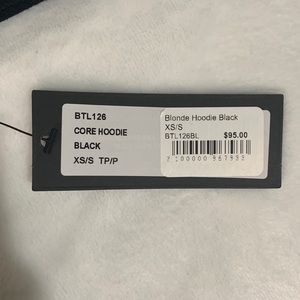 BTL126
CORE HOODIE
BLACK
XS/S TP/P
Blonde Hoodie Black
XS/S
BTL126BL $95.00